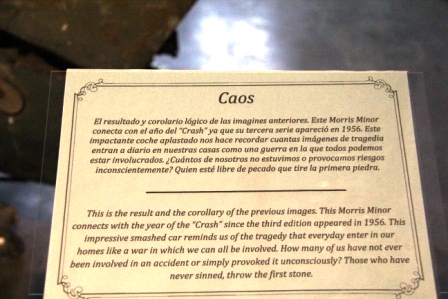 Caos
El resultado y corolario lógico de las imagines anteriores. Este Morris Minor
conecta con el año del "Crash" ya que su tercera serie apareció en 1956. Este
impactante coche aplastado nos hace recordar cuantas imágenes de tragedia
entran a diario en nuestras casas como una guerra en la que todos podemos
estar involucrados. ¿Cuántos de nosotros no estuvimos o provocamos riesgos
inconscientemente? Quien esté libre de pecado que tire la primera piedra.
This is the result and the corollary of the previous images. This Morris Minor
connects with the year of the "Crash" since the third edition appeared in 1956. This
impressive smashed car reminds us of the tragedy that everyday enter in our
homes like a war in which we can all be involved. How many of us have not ever
been involved in an accident or simply provoked it unconsciously? Those who have
never sinned, throw the first stone.